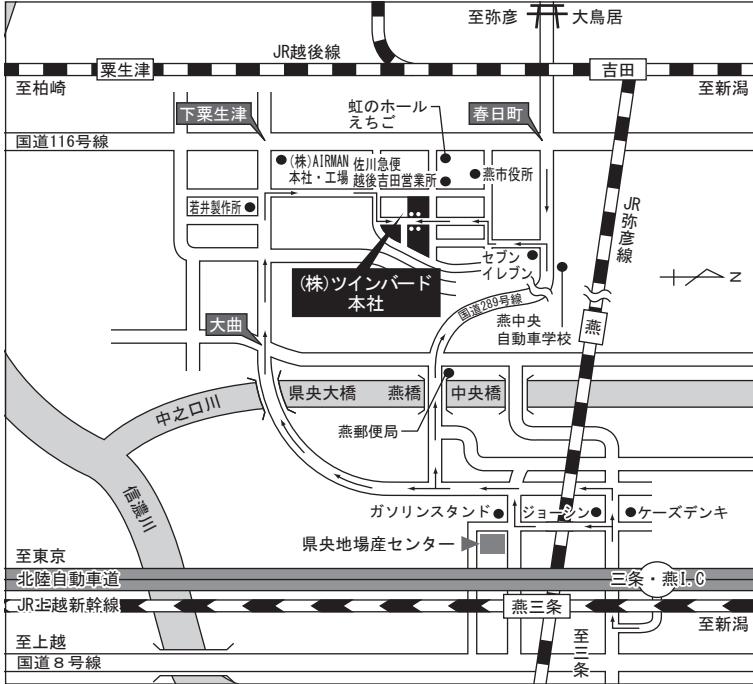 至弥彦
大鳥居
JR越後線
粟生津
吉田
至柏崎
至新潟
下粟生津
虹のホール
えちご
春日町
国道116号線
(株)AIRMAN
本社・工場
佐川急便
越後吉田営業所
燕市役所
若井製作所
JR弥彦線
セブン
イレブン
(株)ツインバード
本社
N
国道289号線
燕中央
自動車学校
燕
大曲
県央大橋
燕橋
中央橋
中之口川
燕郵便局
信濃川
ガソリンスタンド
ジョーシン
ケーズデンキ
県央地場産センター
至東京
北陸自動車道
三条・燕I.C
JR上越新幹線
燕三条
至新潟
至上越
至三条
国道８号線